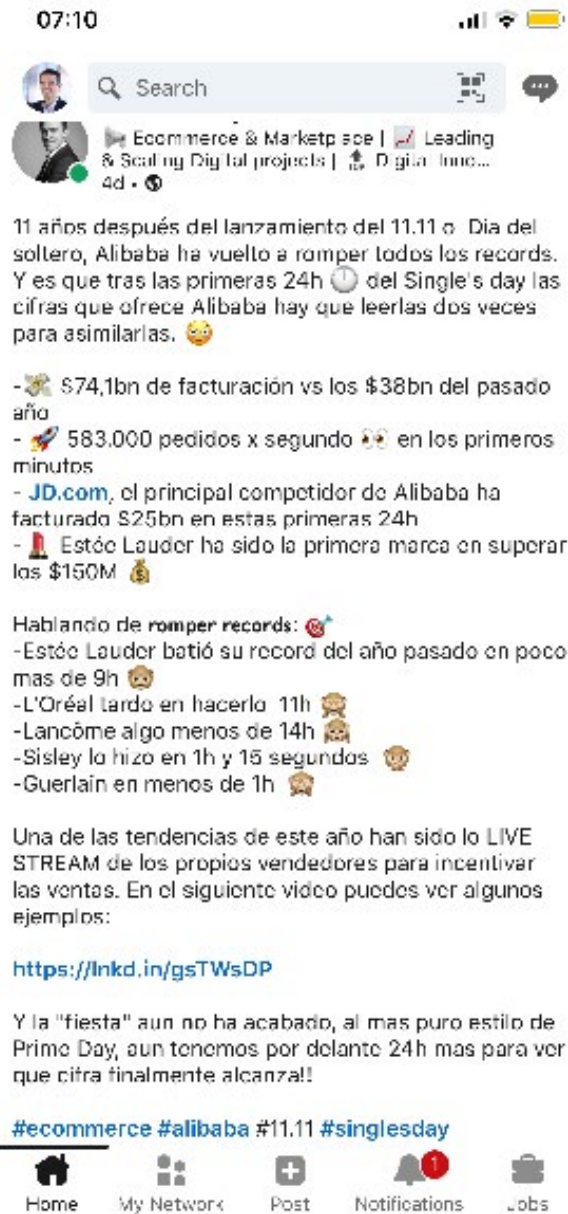 07:10
Search
📢 Ecommerce & Marketplace | 📈 Leading
& Scaling Digital projects | 🔝 Digital Inno...
4d •
11 años después del lanzamiento del 11.11 o Dia del
soltero, Alibaba ha vuelto a romper todos los records.
Y es que tras las primeras 24h 🕛 del Single's day las
cifras que ofrece Alibaba hay que leerlas dos veces
para asimilarlas. 😳
-💸 $74,1bn de facturación vs los $38bn del pasado
año
- 🚀 583.000 pedidos x segundo 👀 en los primeros
minutos
- JD.com, el principal competidor de Alibaba ha
facturado $25bn en estas primeras 24h
- 💄 Estée Lauder ha sido la primera marca en superar
los $150M 💰
Hablando de romper records: 🎯
-Estée Lauder batió su record del año pasado en poco
mas de 9h 🐵
-L'Oréal tardo en hacerlo 11h 🙈
-Lancôme algo menos de 14h 🙈
-Sisley lo hizo en 1h y 15 segundos 🐵
-Guerlain en menos de 1h 🙈
Una de las tendencias de este año han sido lo LIVE
STREAM de los propios vendedores para incentivar
las ventas. En el siguiente video puedes ver algunos
ejemplos:
https://lnkd.in/gsTWsDP
Y la "fiesta" aun no ha acabado, al mas puro estilo de
Prime Day, aun tenemos por delante 24h mas para ver
que cifra finalmente alcanza!!
#ecommerce #alibaba #11.11 #singlesday
1
Home My Network Post Notifications Jobs